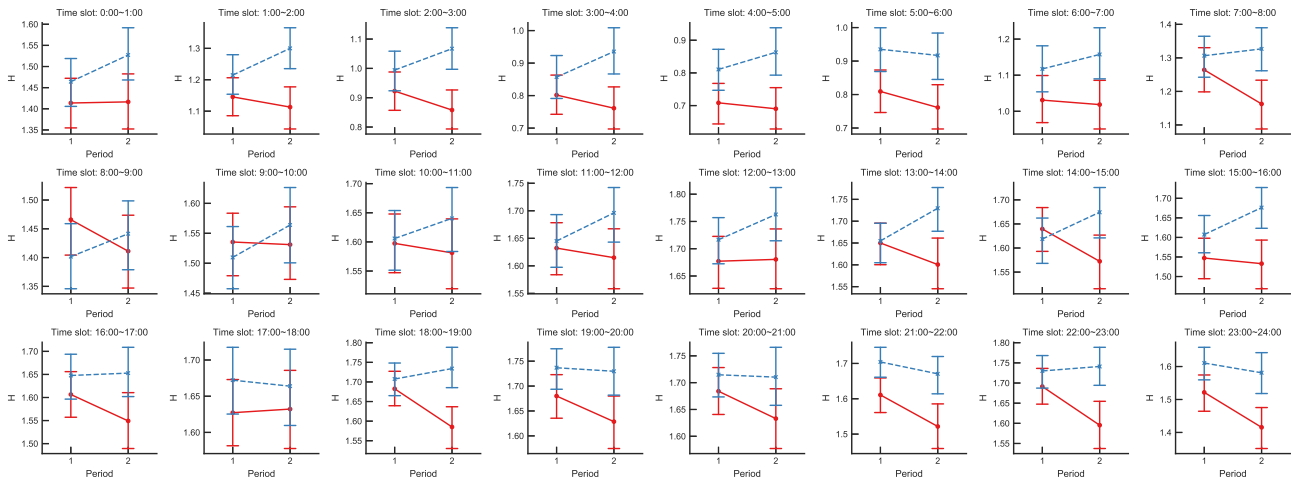 Time slot: 0:00~1:00
1.60
1.55
1.50
1.45
1.40
1.35
H
1
2
Period
Time slot: 1:00~2:00
1.3
1.2
1.1
H
1
2
Period
Time slot: 2:00~3:00
1.1
1.0
0.9
0.8
H
1
2
Period
Time slot: 3:00~4:00
1.0
0.9
0.8
0.7
H
1
2
Period
Time slot: 4:00~5:00
1.0
0.9
0.8
0.7
H
1
2
Period
Time slot: 5:00~6:00
1.0
0.9
0.8
0.7
H
1
2
Period
Time slot: 6:00~7:00
1.2
1.1
1.0
H
1
2
Period
Time slot: 7:00~8:00
1.4
1.3
1.2
1.1
H
1
2
Period
Time slot: 8:00~9:00
1.50
1.45
1.40
1.35
H
1
2
Period
Time slot: 9:00~10:00
1.60
1.55
1.50
1.45
H
1
2
Period
Time slot: 10:00~11:00
1.70
1.65
1.60
1.55
H
1
2
Period
Time slot: 11:00~12:00
1.75
1.70
1.65
1.60
1.55
H
1
2
Period
Time slot: 12:00~13:00
1.80
1.75
1.70
1.65
H
1
2
Period
Time slot: 13:00~14:00
1.75
1.70
1.65
1.60
1.55
H
1
2
Period
Time slot: 14:00~15:00
1.70
1.65
1.60
1.55
H
1
2
Period
Time slot: 15:00~16:00
1.70
1.65
1.60
1.55
1.50
H
1
2
Period
Time slot: 16:00~17:00
1.70
1.65
1.60
1.55
1.50
H
1
2
Period
Time slot: 17:00~18:00
1.70
1.65
1.60
H
1
2
Period
Time slot: 18:00~19:00
1.80
1.75
1.70
1.65
1.60
1.55
H
1
2
Period
Time slot: 19:00~20:00
1.75
1.70
1.65
1.60
H
1
2
Period
Time slot: 20:00~21:00
1.75
1.70
1.65
1.60
H
1
2
Period
Time slot: 21:00~22:00
1.7
1.6
1.5
H
1
2
Period
Time slot: 22:00~23:00
1.80
1.75
1.70
1.65
1.60
1.55
H
1
2
Period
Time slot: 23:00~24:00
1.6
1.5
1.4
H
1
2
Period